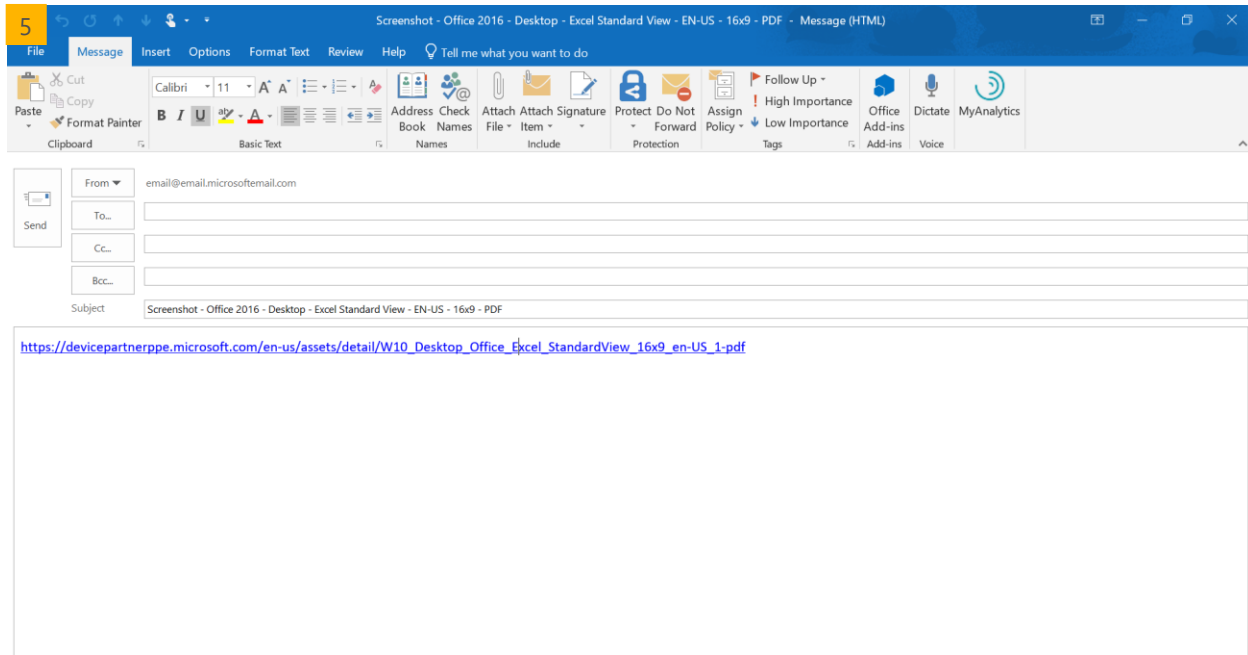 5
Screenshot - Office 2016 - Desktop - Excel Standard View - EN-US - 16x9 - PDF - Message (HTML)
File Message Insert Options Format Text Review Help Tell me what you want to do
Paste
Cut
Copy
Format Painter
Clipboard
Calibri 11
B I U
Basic Text
Address Book
Check Names
Names
Attach File
Attach Item
Signature
Include
Protect
Do Not Forward
Protection
Assign Policy
Follow Up
High Importance
Low Importance
Tags
Office Add-ins
Add-ins
Dictate
Voice
MyAnalytics
Send
From
email@email.microsoftemail.com
To...
Cc...
Bcc...
Subject
Screenshot - Office 2016 - Desktop - Excel Standard View - EN-US - 16x9 - PDF
https://devicepartnerppe.microsoft.com/en-us/assets/detail/W10_Desktop_Office_Excel_StandardView_16x9_en-US_1-pdf